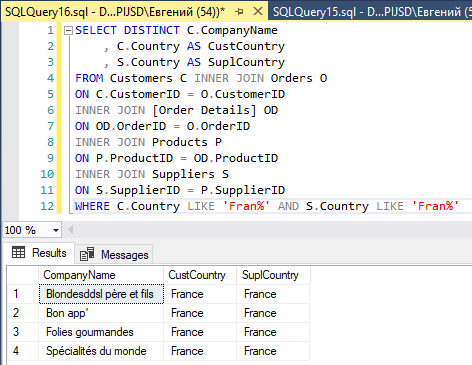 SQLQuery16.sql - D...PIJSD\Евгений (54))* SQLQuery15.sql - D...PIJSD\Евгений (5
1 SELECT DISTINCT C.CompanyName
2 , C.Country AS CustCountry
3 , S.Country AS SuplCountry
4 FROM Customers C INNER JOIN Orders O
5 ON C.CustomerID = O.CustomerID
6 INNER JOIN [Order Details] OD
7 ON OD.OrderID = O.OrderID
8 INNER JOIN Products P
9 ON P.ProductID = OD.ProductID
10 INNER JOIN Suppliers S
11 ON S.SupplierID = P.SupplierID
12 WHERE C.Country LIKE 'Fran%' AND S.Country LIKE 'Fran%'
100 %
Results Messages
CompanyName CustCountry SuplCountry
1 Blondesddsl père et fils France France
2 Bon app' France France
3 Folies gourmandes France France
4 Spécialités du monde France France